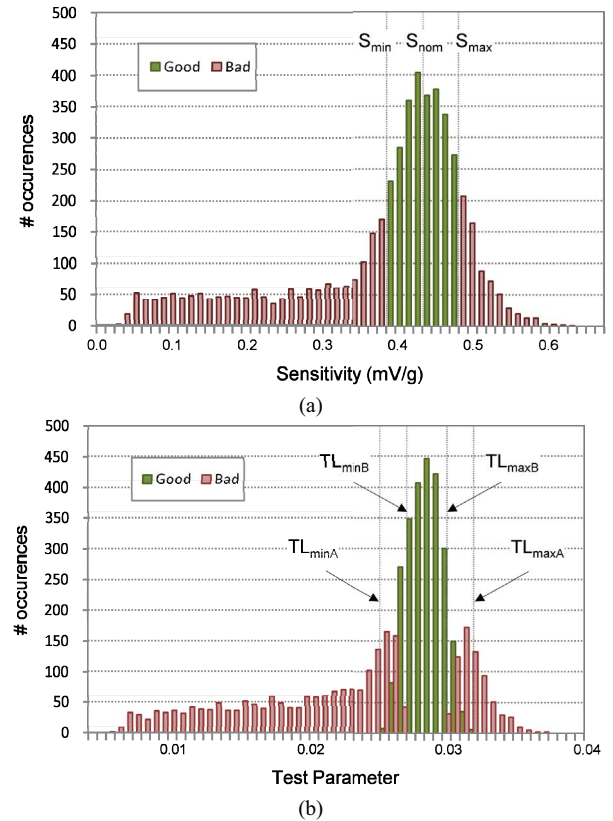 500
450
400
350
300
250
200
150
100
50
0
# occurences
Good Bad
Smin Snom Smax
0.0 0.1 0.2 0.3 0.4 0.5 0.6
Sensitivity (mV/g)
(a)
500
450
400
350
300
250
200
150
100
50
0
# occurences
Good Bad
TLminB TLmaxB
TLminA TLmaxA
0.01 0.02 0.03 0.04
Test Parameter
(b)